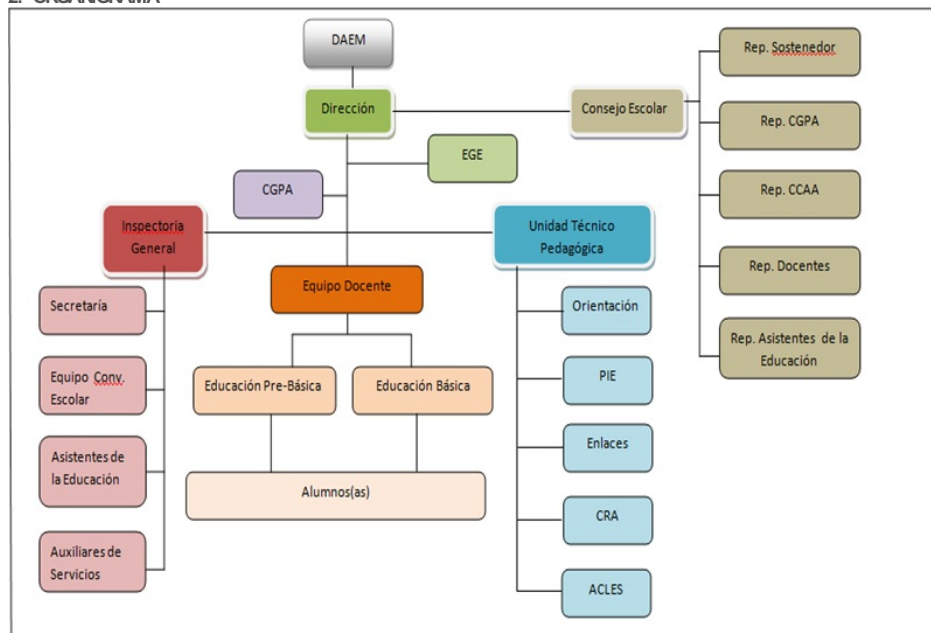 2. ORGANIGRAMA
DAEM
Dirección
Consejo Escolar
Rep. Sostenedor
Rep. CGPA
Rep. CCAA
Rep. Docentes
Rep. Asistentes de la
Educación
EGE
CGPA
Inspectoria
General
Unidad Técnico
Pedagógica
Equipo Docente
Secretaría
Equipo Conv.
Escolar
Asistentes de
la Educación
Auxiliares de
Servicios
Educación Pre-Básica
Educación Básica
Alumnos(as)
Orientación
PIE
Enlaces
CRA
ACLES